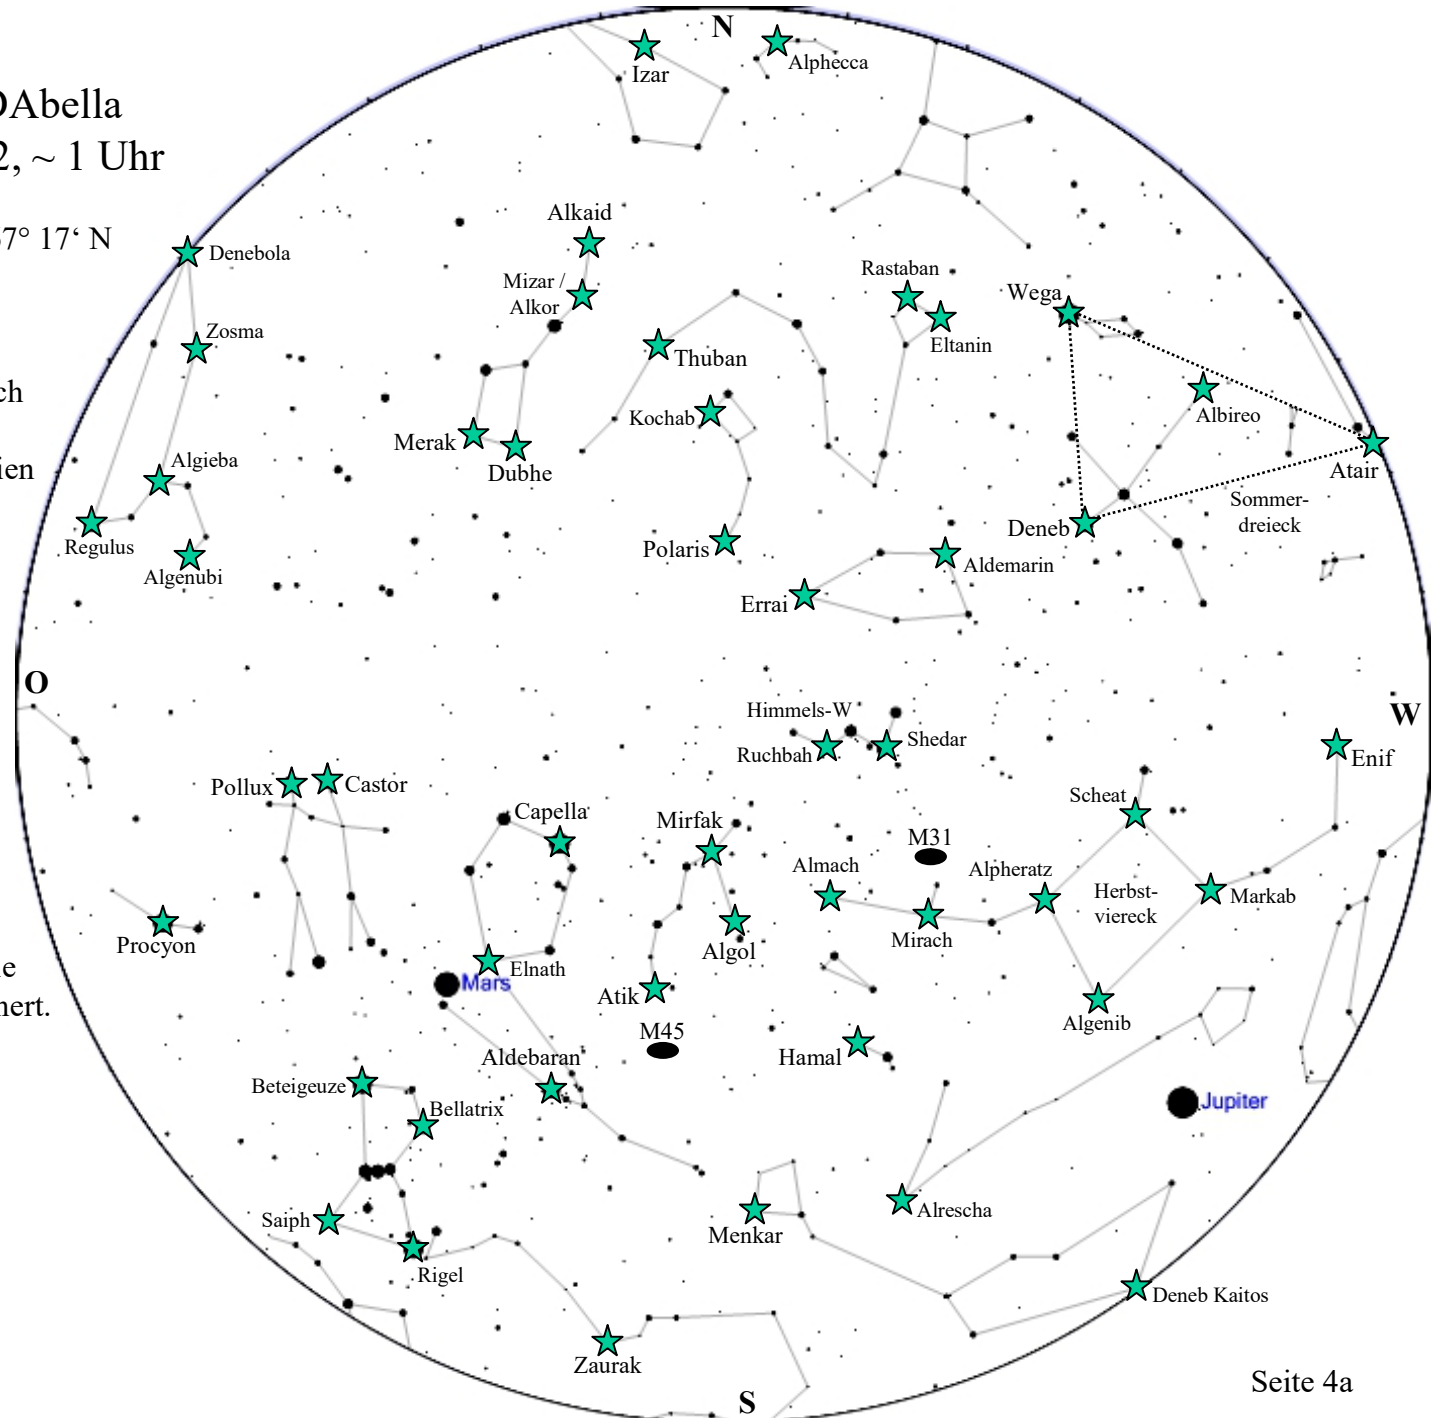 N
Izar
Alphecca
Abella
, ~ 1 Uhr
7° 17‘ N
Alkaid
Denebola
Mizar /
Alkor
Rastaban
Wega
Zosma
Thuban
Eltanin
ch
Kochab
Albireo
Merak
Dubhe
Algieba
ien
Atair
Sommer-
dreieck
Regulus
Deneb
Polaris
Algenubi
Aldemarin
Errai
O
Himmels-W
W
Ruchbah
Shedar
Enif
Pollux
Castor
Scheat
Capella
Mirfak
M31
Almach
Alpheratz
Herbst-
viereck
Markab
Procyon
Mirach
Algol
Elnath
le
Mars
Atik
nert.
Algenib
M45
Aldebaran
Hamal
Beteigeuze
Bellatrix
Jupiter
Saiph
Alrescha
Menkar
Rigel
Deneb Kaitos
Zaurak
Seite 4a
S